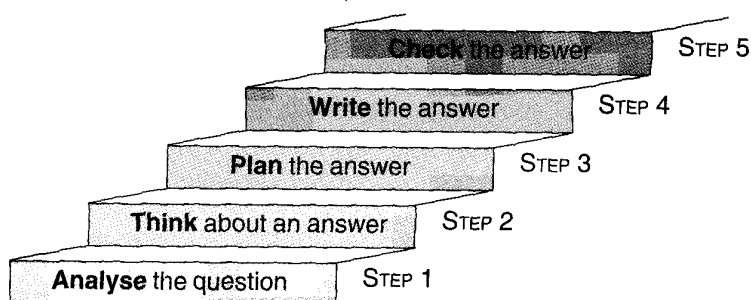 Check the answer STEP 5
Write the answer STEP 4
Plan the answer STEP 3
Think about an answer STEP 2
Analyse the question STEP 1